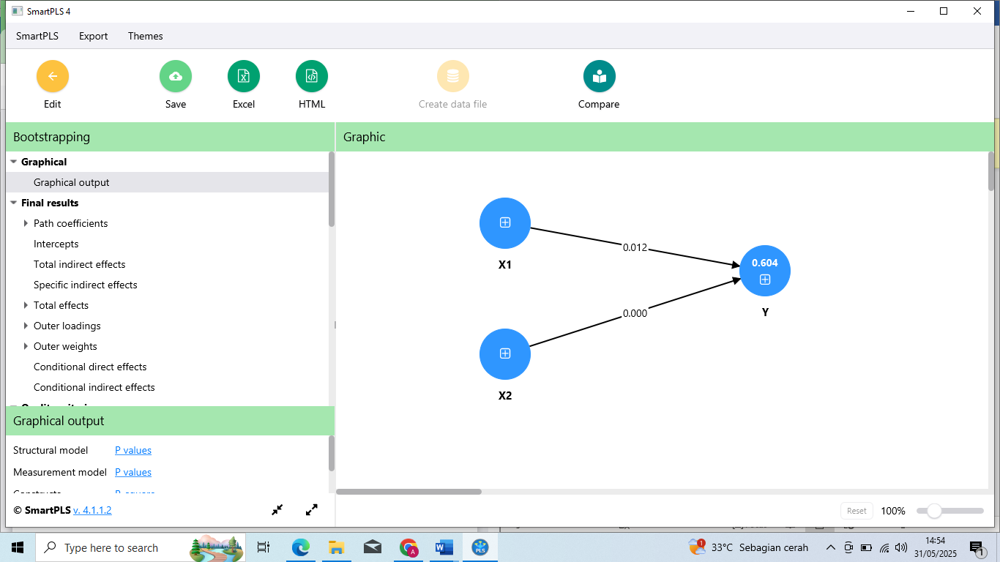 SmartPLS 4
SmartPLS Export Themes
Edit Save Excel HTML Create data file Compare
Bootstrapping
Graphical
Graphical output
Final results
Path coefficients
Intercepts
Total indirect effects
Specific indirect effects
Total effects
Outer loadings
Outer weights
Conditional direct effects
Conditional indirect effects
Graphical output
Structural model P values
Measurement model P values
© SmartPLS v. 4.1.1.2
Graphic
0.012
0.604
X1
0.000
Y
X2
Reset 100%
Type here to search
PLS
1
33°C Sebagian cerah
14:54
31/05/2025
1